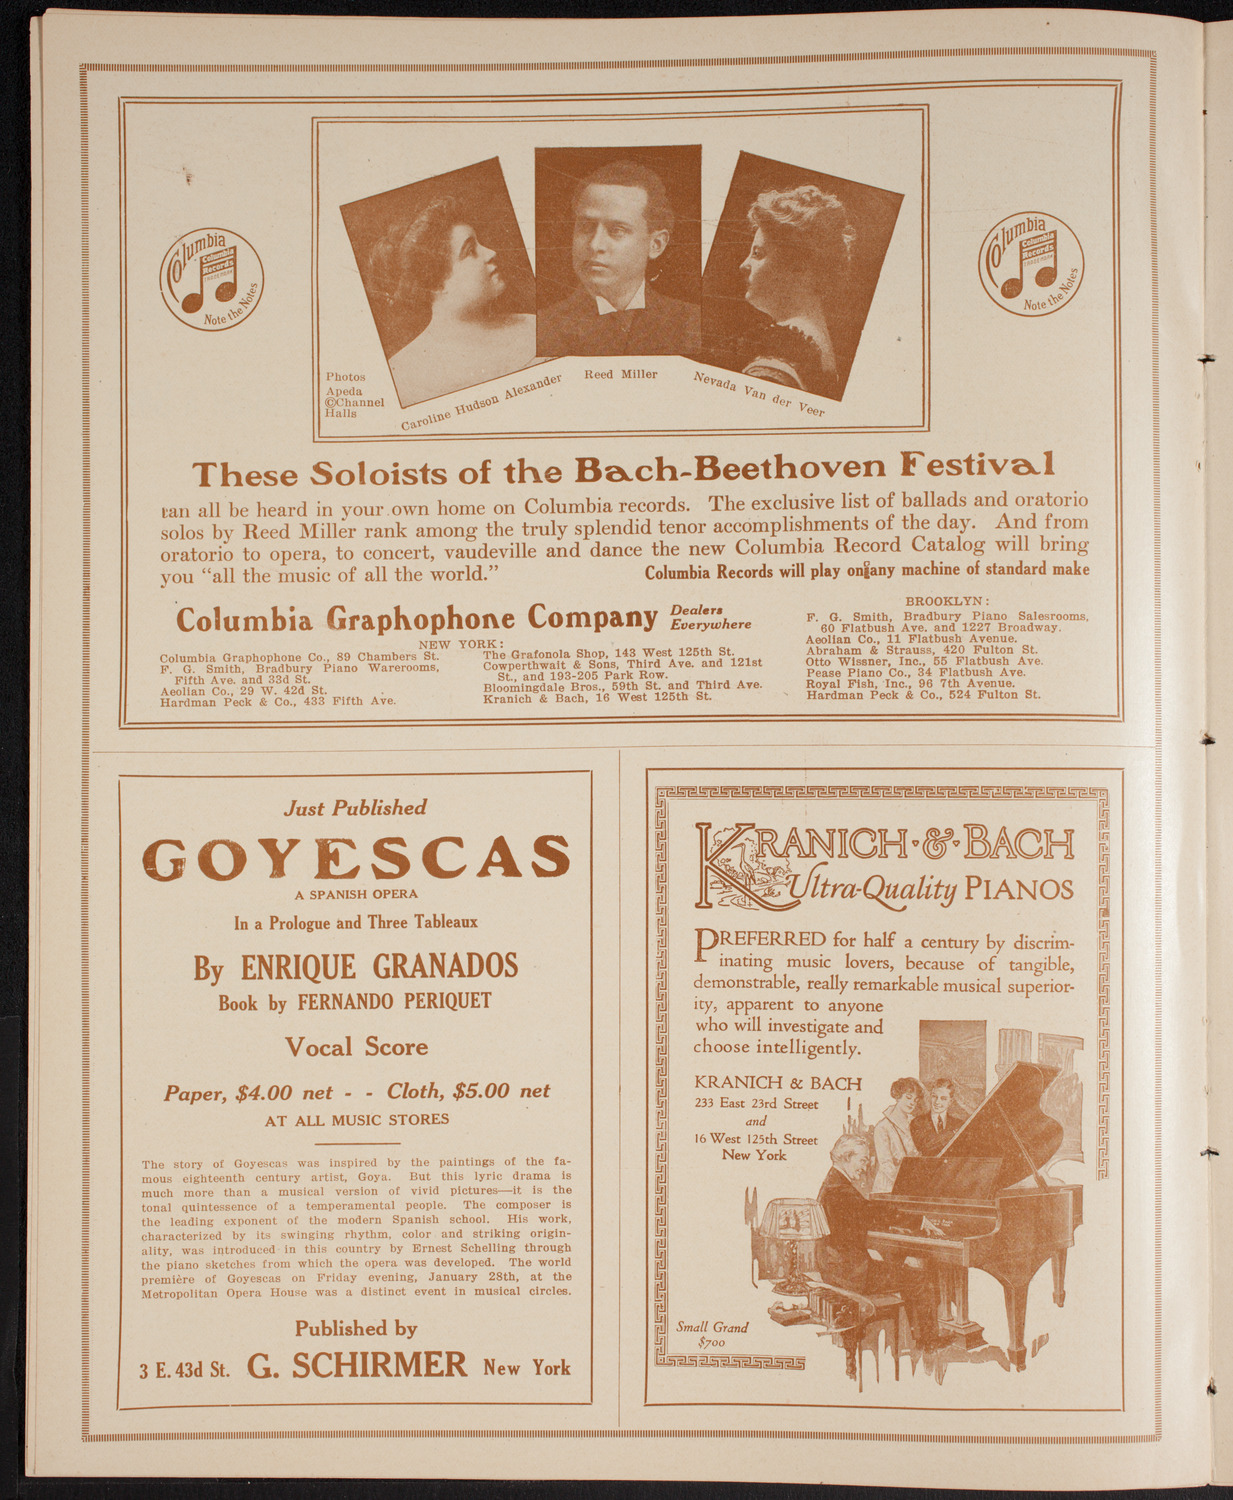 Columbia
Columbia
Records
TRADE MARK
Note the Notes
Columbia
Columbia
Records
TRADE MARK
Note the Notes
Photos
Apeda
©Channel
Halls
Caroline Hudson Alexander
Reed Miller
Nevada Van der Veer
These Soloists of the Bach-Beethoven Festival
can all be heard in your own home on Columbia records. The exclusive list of ballads and oratorio
solos by Reed Miller rank among the truly splendid tenor accomplishments of the day. And from
oratorio to opera, to concert, vaudeville and dance the new Columbia Record Catalog will bring
you “all the music of all the world.”
Columbia Records will play on any machine of standard make
Columbia Graphophone Company Dealers Everywhere
NEW YORK:
Columbia Graphophone Co., 89 Chambers St.
F. G. Smith, Bradbury Piano Warerooms,
Fifth Ave. and 33d St.
Aeolian Co., 29 W. 42d St.
Hardman Peck & Co., 433 Fifth Ave.
The Grafonola Shop, 143 West 125th St.
Cowperthwait & Sons, Third Ave. and 121st
St., and 193-205 Park Row.
Bloomingdale Bros., 59th St. and Third Ave.
Kranich & Bach, 16 West 125th St.
BROOKLYN:
F. G. Smith, Bradbury Piano Salesrooms,
60 Flatbush Ave. and 1227 Broadway.
Aeolian Co., 11 Flatbush Avenue.
Abraham & Strauss, 420 Fulton St.
Otto Wissner, Inc., 55 Flatbush Ave.
Pease Piano Co., 34 Flatbush Ave.
Royal Fish, Inc., 96 7th Avenue.
Hardman Peck & Co., 524 Fulton St.
Just Published
GOYESCAS
A SPANISH OPERA
In a Prologue and Three Tableaux
By ENRIQUE GRANADOS
Book by FERNANDO PERIQUET
Vocal Score
Paper, $4.00 net - - Cloth, $5.00 net
AT ALL MUSIC STORES
The story of Goyescas was inspired by the paintings of the fa-
mous eighteenth century artist, Goya. But this lyric drama is
much more than a musical version of vivid pictures—it is the
tonal quintessence of a temperamental people. The composer is
the leading exponent of the modern Spanish school. His work,
characterized by its swinging rhythm, color and striking origin-
ality, was introduced in this country by Ernest Schelling through
the piano sketches from which the opera was developed. The world
première of Goyescas on Friday evening, January 28th, at the
Metropolitan Opera House was a distinct event in musical circles.
Published by
3 E. 43d St. G. SCHIRMER New York
KRANICH·&·BACH
Ultra-Quality PIANOS
PREFERRED for half a century by discrim-
inating music lovers, because of tangible,
demonstrable, really remarkable musical superior-
ity, apparent to anyone
who will investigate and
choose intelligently.
KRANICH & BACH
233 East 23rd Street
and
16 West 125th Street
New York
Small Grand
$700